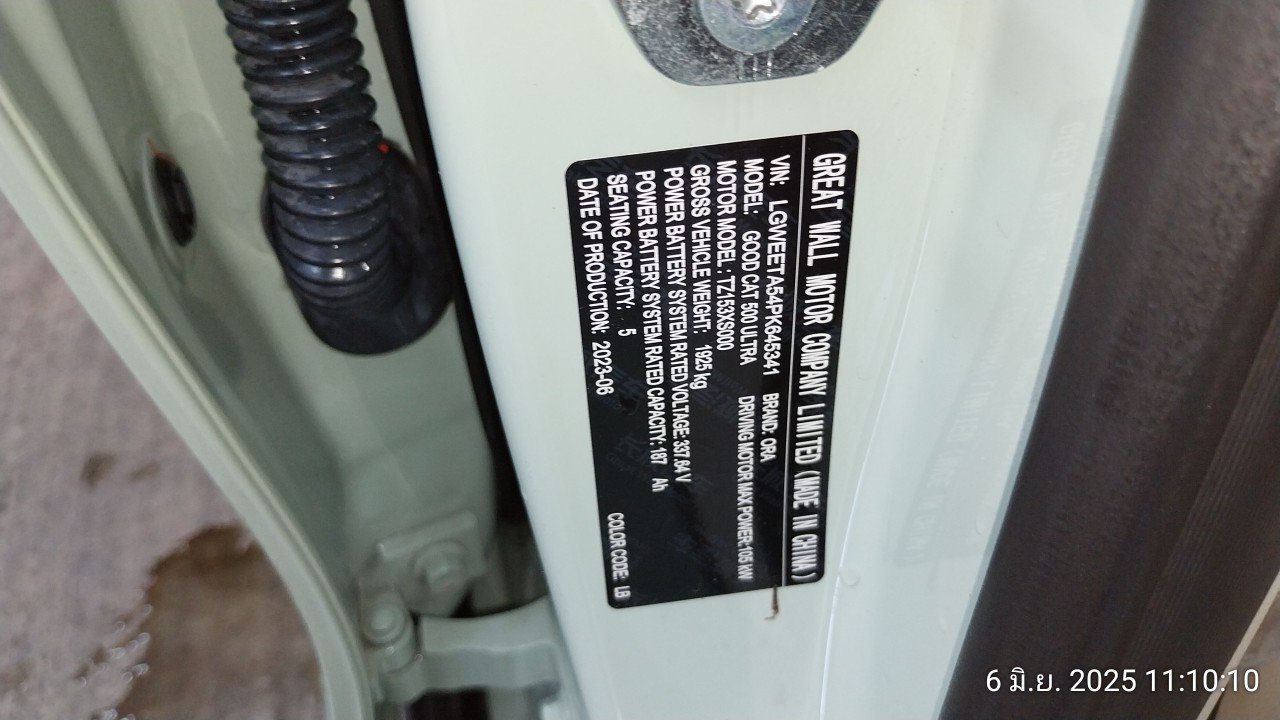 GREAT WALL MOTOR COMPANY LIMITED (MADE IN CHINA)
VIN: LGWEETA54PK645341 BRAND: ORA
MODEL: GOOD CAT 500 ULTRA DRIVING MOTOR MAX POWER:105 kW
MOTOR MODEL :TZ153XS000
GROSS VEHICLE WEIGHT: 1925 kg
POWER BATTERY SYSTEM RATED VOLTAGE:337.64 V
POWER BATTERY SYSTEM RATED CAPACITY:187 Ah
SEATING CAPACITY: 5
DATE OF PRODUCTION: 2023-06 COLOR CODE: LB
6 มิ.ย. 2025 11:10:10